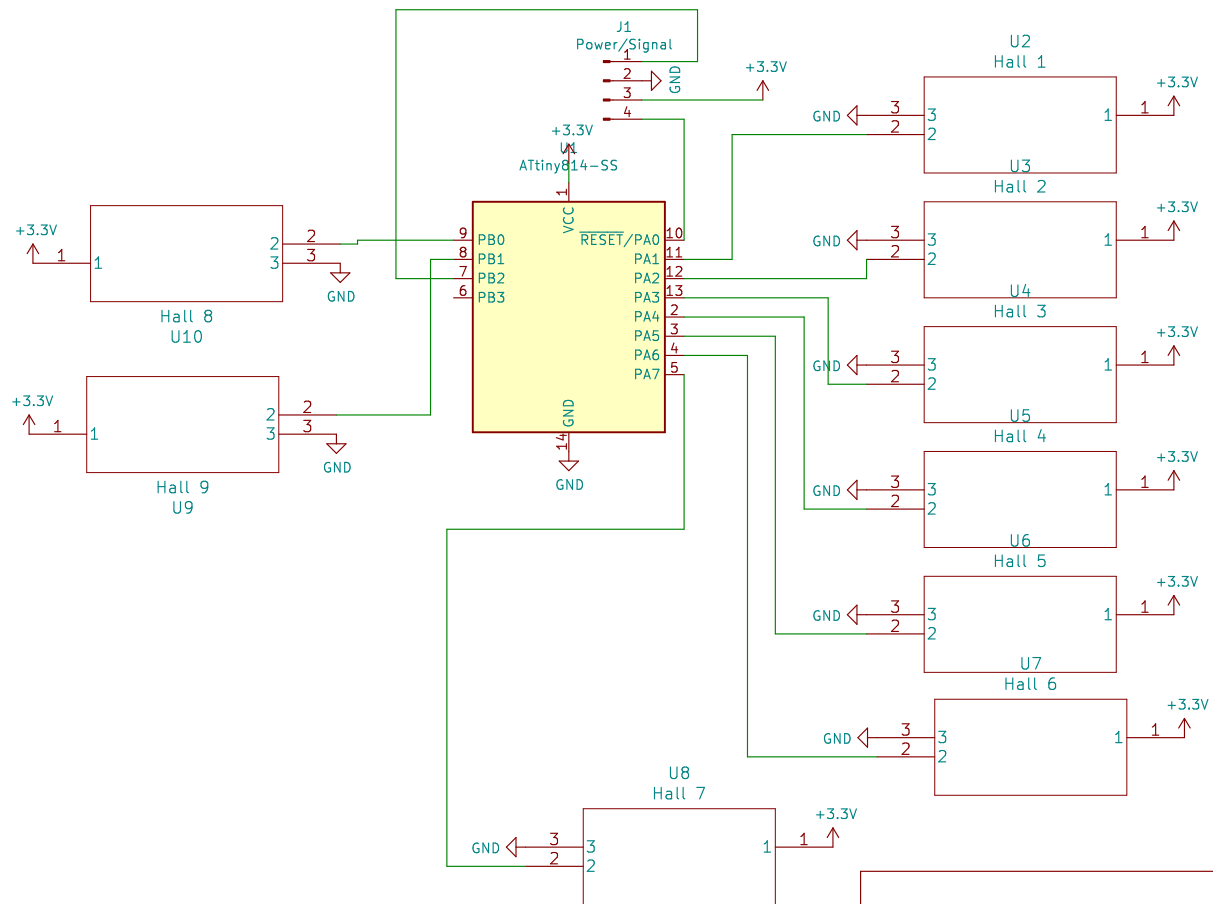 J1
Power/Signal
1
2
3
4
GND
+3.3V
+3.3V
U1
ATtiny814-SS
1
VCC
9 PB0
8 PB1
7 PB2
6 PB3
RESET/PA0 10
PA1 11
PA2 12
PA3 13
PA4 2
PA5 3
PA6 4
PA7 5
GND
14
GND
U2
Hall 1
GND 3 3
2 2
1 1
+3.3V
U3
Hall 2
GND 3 3
2 2
1 1
+3.3V
U4
Hall 3
GND 3 3
2 2
1 1
+3.3V
U5
Hall 4
GND 3 3
2 2
1 1
+3.3V
U6
Hall 5
GND 3 3
2 2
1 1
+3.3V
U7
Hall 6
GND 3 3
2 2
1 1
+3.3V
U8
Hall 7
GND 3 3
2 2
1 1
+3.3V
+3.3V
1 1
2 2
3 3
GND
Hall 8
U10
+3.3V
1 1
2 2
3 3
GND
Hall 9
U9